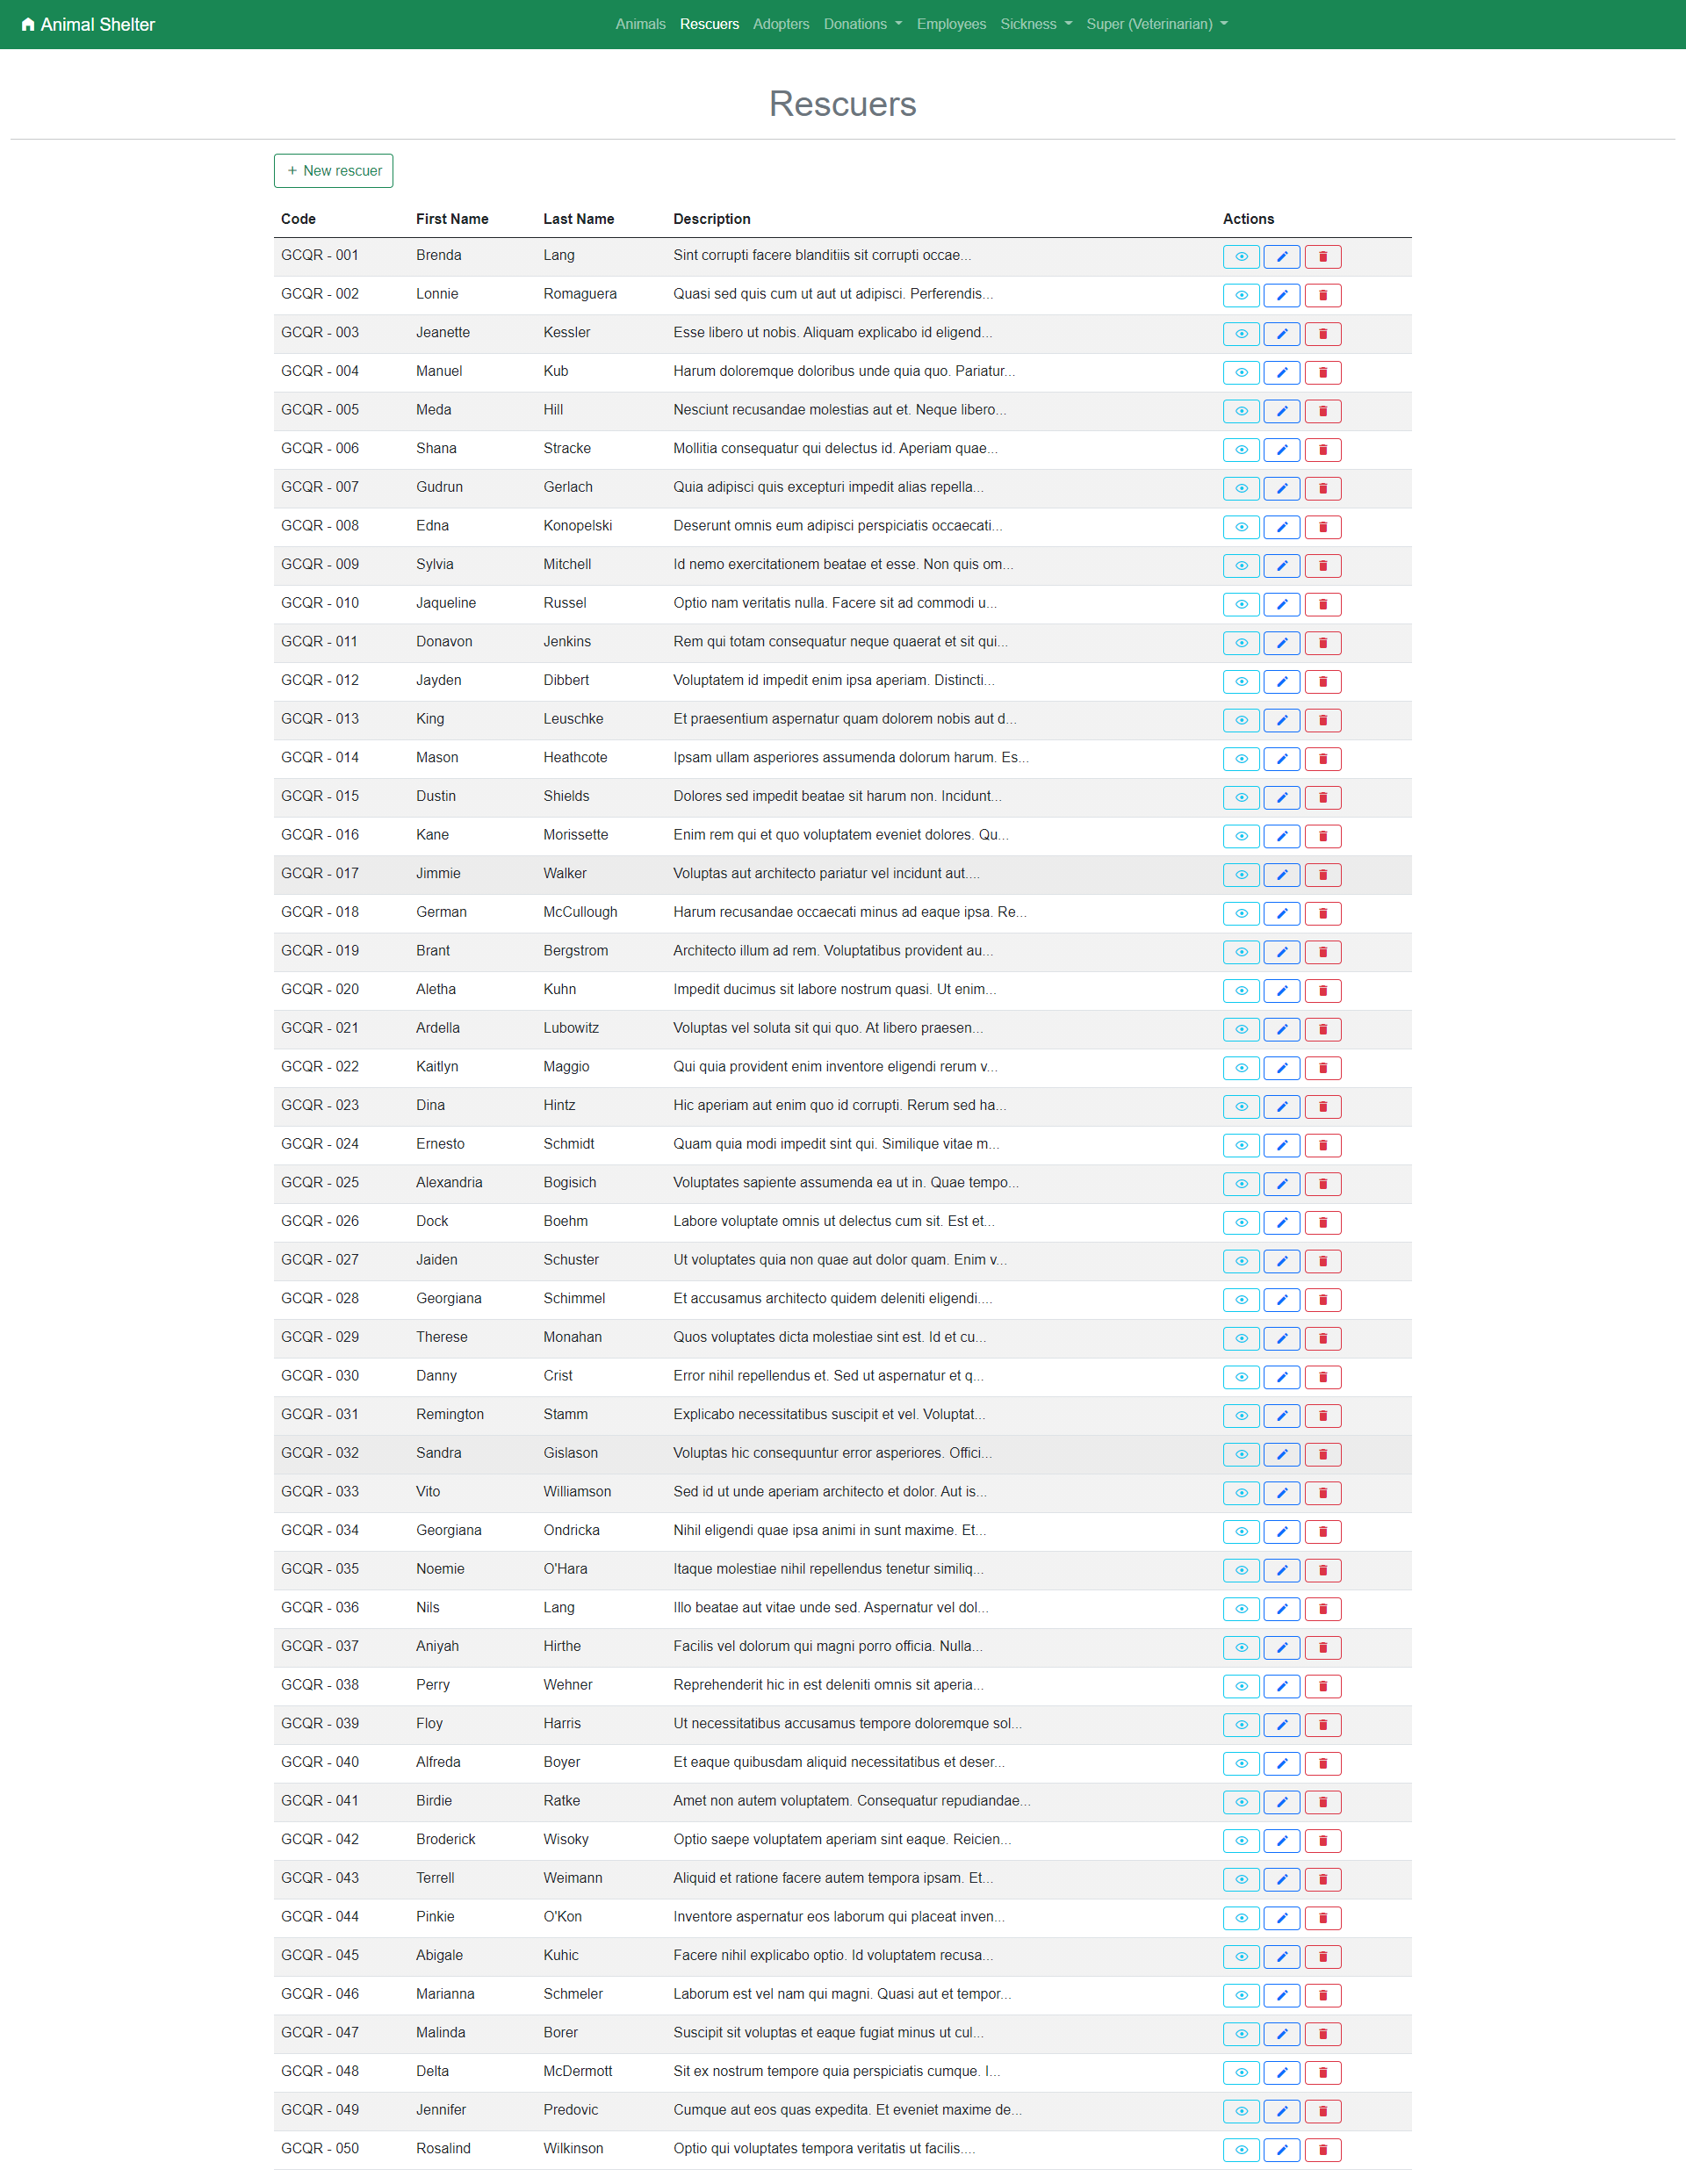 Animal Shelter Animals Rescuers Adopters Donations Employees Sickness Super (Veterinarian)
Rescuers
+ New rescuer
Code First Name Last Name Description Actions
GCQR - 001 Brenda Lang Sint corrupti facere blanditiis sit corrupti occae...
GCQR - 002 Lonnie Romaguera Quasi sed quis cum ut aut ut adipisci. Perferendis...
GCQR - 003 Jeanette Kessler Esse libero ut nobis. Aliquam explicabo id eligend...
GCQR - 004 Manuel Kub Harum doloremque doloribus unde quia quo. Pariatur...
GCQR - 005 Meda Hill Nesciunt recusandae molestias aut et. Neque libero...
GCQR - 006 Shana Stracke Mollitia consequatur qui delectus id. Aperiam quae...
GCQR - 007 Gudrun Gerlach Quia adipisci quis excepturi impedit alias repella...
GCQR - 008 Edna Konopelski Deserunt omnis eum adipisci perspiciatis occaecati...
GCQR - 009 Sylvia Mitchell Id nemo exercitationem beatae et esse. Non quis om...
GCQR - 010 Jaqueline Russel Optio nam veritatis nulla. Facere sit ad commodi u...
GCQR - 011 Donavon Jenkins Rem qui totam consequatur neque quaerat et sit qui...
GCQR - 012 Jayden Dibbert Voluptatem id impedit enim ipsa aperiam. Distincti...
GCQR - 013 King Leuschke Et praesentium aspernatur quam dolorem nobis aut d...
GCQR - 014 Mason Heathcote Ipsam ullam asperiores assumenda dolorum harum. Es...
GCQR - 015 Dustin Shields Dolores sed impedit beatae sit harum non. Incidunt...
GCQR - 016 Kane Morissette Enim rem qui et quo voluptatem eveniet dolores. Qu...
GCQR - 017 Jimmie Walker Voluptas aut architecto pariatur vel incidunt aut....
GCQR - 018 German McCullough Harum recusandae occaecati minus ad eaque ipsa. Re...
GCQR - 019 Brant Bergstrom Architecto illum ad rem. Voluptatibus provident au...
GCQR - 020 Aletha Kuhn Impedit ducimus sit labore nostrum quasi. Ut enim...
GCQR - 021 Ardella Lubowitz Voluptas vel soluta sit qui quo. At libero praesen...
GCQR - 022 Kaitlyn Maggio Qui quia provident enim inventore eligendi rerum v...
GCQR - 023 Dina Hintz Hic aperiam aut enim quo id corrupti. Rerum sed ha...
GCQR - 024 Ernesto Schmidt Quam quia modi impedit sint qui. Similique vitae m...
GCQR - 025 Alexandria Bogisich Voluptates sapiente assumenda ea ut in. Quae tempo...
GCQR - 026 Dock Boehm Labore voluptate omnis ut delectus cum sit. Est et...
GCQR - 027 Jaiden Schuster Ut voluptates quia non quae aut dolor quam. Enim v...
GCQR - 028 Georgiana Schimmel Et accusamus architecto quidem deleniti eligendi....
GCQR - 029 Therese Monahan Quos voluptates dicta molestiae sint est. Id et cu...
GCQR - 030 Danny Crist Error nihil repellendus et. Sed ut aspernatur et q...
GCQR - 031 Remington Stamm Explicabo necessitatibus suscipit et vel. Voluptat...
GCQR - 032 Sandra Gislason Voluptas hic consequuntur error asperiores. Offici...
GCQR - 033 Vito Williamson Sed id ut unde aperiam architecto et dolor. Aut is...
GCQR - 034 Georgiana Ondricka Nihil eligendi quae ipsa animi in sunt maxime. Et...
GCQR - 035 Noemie O'Hara Itaque molestiae nihil repellendus tenetur similiq...
GCQR - 036 Nils Lang Illo beatae aut vitae unde sed. Aspernatur vel dol...
GCQR - 037 Aniyah Hirthe Facilis vel dolorum qui magni porro officia. Nulla...
GCQR - 038 Perry Wehner Reprehenderit hic in est deleniti omnis sit aperia...
GCQR - 039 Floy Harris Ut necessitatibus accusamus tempore doloremque sol...
GCQR - 040 Alfreda Boyer Et eaque quibusdam aliquid necessitatibus et deser...
GCQR - 041 Birdie Ratke Amet non autem voluptatem. Consequatur repudiandae...
GCQR - 042 Broderick Wisoky Optio saepe voluptatem aperiam sint eaque. Reicien...
GCQR - 043 Terrell Weimann Aliquid et ratione facere autem tempora ipsam. Et...
GCQR - 044 Pinkie O'Kon Inventore aspernatur eos laborum qui placeat inven...
GCQR - 045 Abigale Kuhic Facere nihil explicabo optio. Id voluptatem recusa...
GCQR - 046 Marianna Schmeler Laborum est vel nam qui magni. Quasi aut et tempor...
GCQR - 047 Malinda Borer Suscipit sit voluptas et eaque fugiat minus ut cul...
GCQR - 048 Delta McDermott Sit ex nostrum tempore quia perspiciatis cumque. I...
GCQR - 049 Jennifer Predovic Cumque aut eos quas expedita. Et eveniet maxime de...
GCQR - 050 Rosalind Wilkinson Optio qui voluptates tempora veritatis ut facilis....